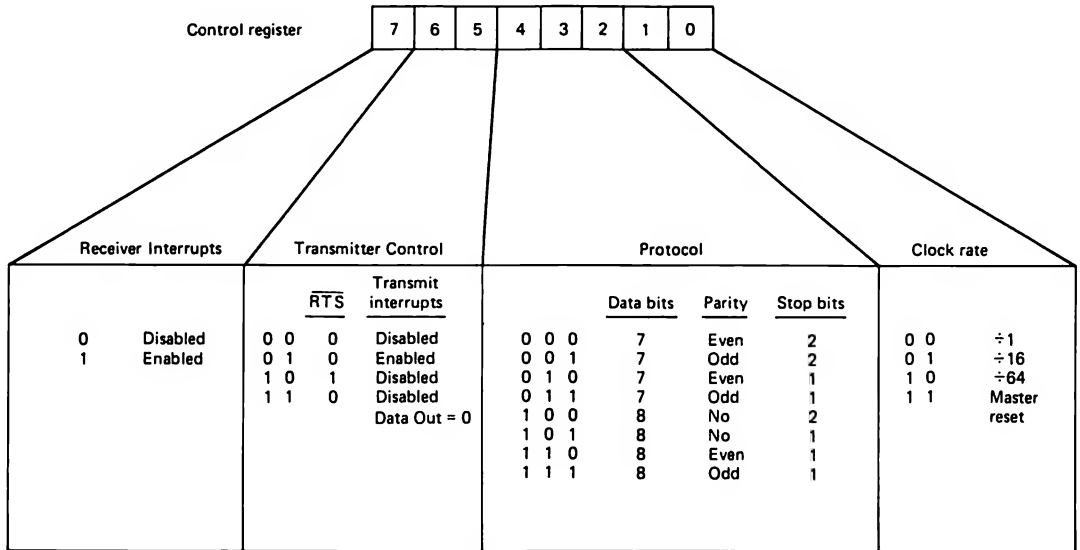 Control register 7 6 5 4 3 2 1 0
Receiver Interrupts
0 Disabled
1 Enabled
Transmitter Control
RTS Transmit interrupts
0 0 0 Disabled
0 1 0 Enabled
1 0 1 Disabled
1 1 0 Disabled
Data Out = 0
Protocol
Data bits Parity Stop bits
0 0 0 7 Even 2
0 0 1 7 Odd 2
0 1 0 7 Even 1
0 1 1 7 Odd 1
1 0 0 8 No 2
1 0 1 8 No 1
1 1 0 8 Even 1
1 1 1 8 Odd 1
Clock rate
0 0 ÷1
0 1 ÷16
1 0 ÷64
1 1 Master
reset